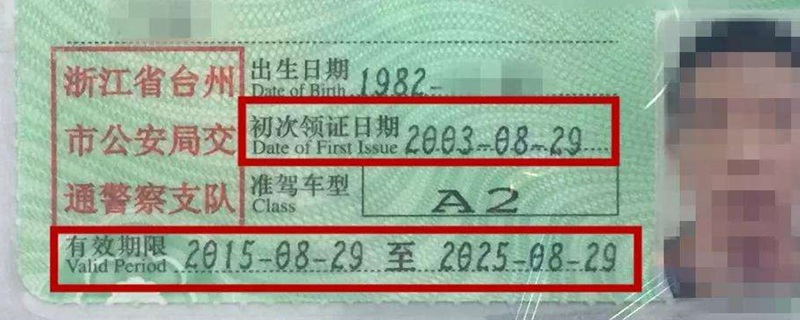 浙江省台州
市公安局交
通警察支队
出生日期 1982-
Date of Birth
初次领证日期 2003-08-29
Date of First Issue
准驾车型 A2
Class
有效期限 2015-08-29 至 2025-08-29
Valid Period